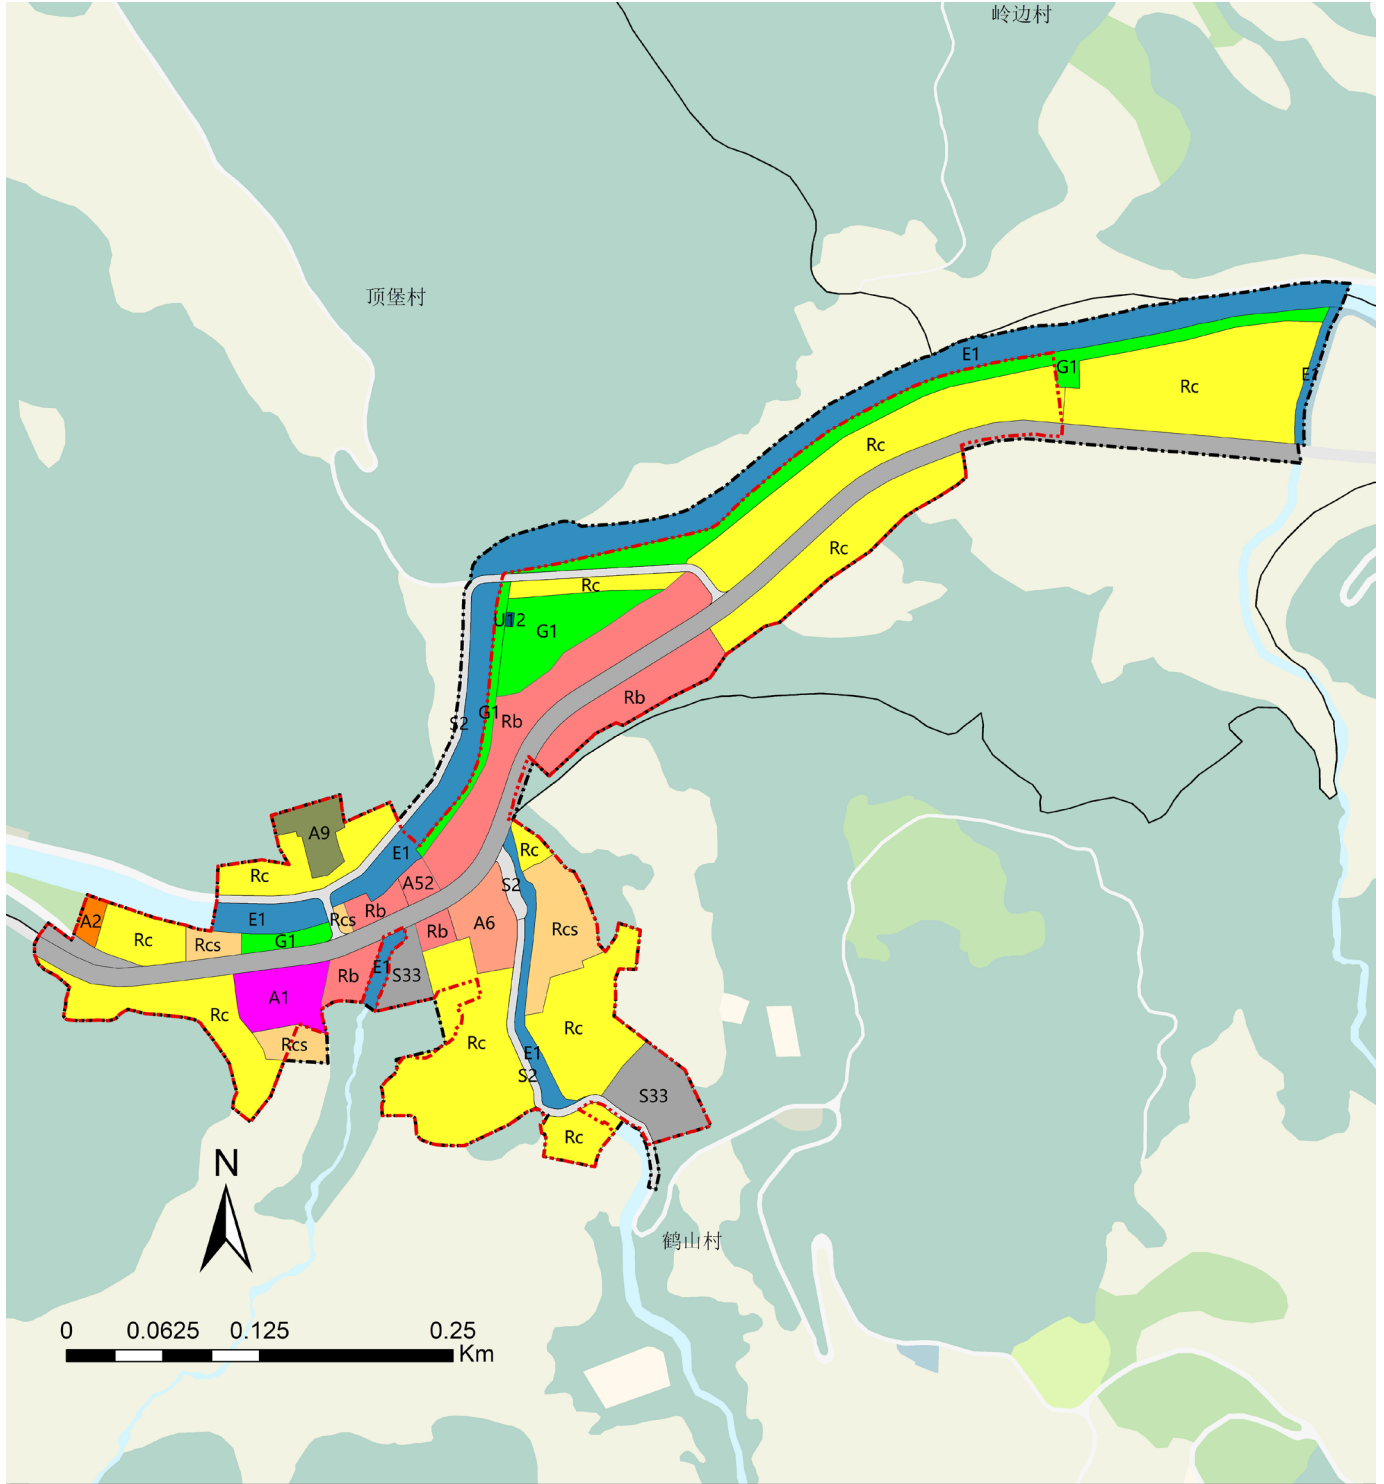 岭边村
顶堡村
E1
G1
E1
Rc
Rc
Rc
Rc
U12
G1
Rb
G1
Rb
S2
A9
E1
Rc
Rc
A52
S2
A2
Rc
Rcs
E1
G1
Rcs
Rb
Rb
A6
Rcs
Rb
E1
S33
A1
Rc
Rcs
Rc
Rc
E1
S2
S33
Rc
N
鹤山村
0 0.0625 0.125 0.25
Km